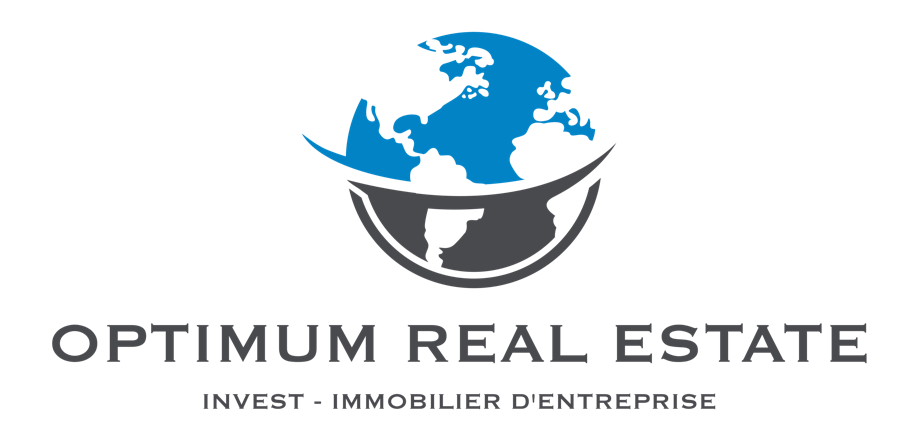 OPTIMUM REAL ESTATE
INVEST - IMMOBILIER D'ENTREPRISE